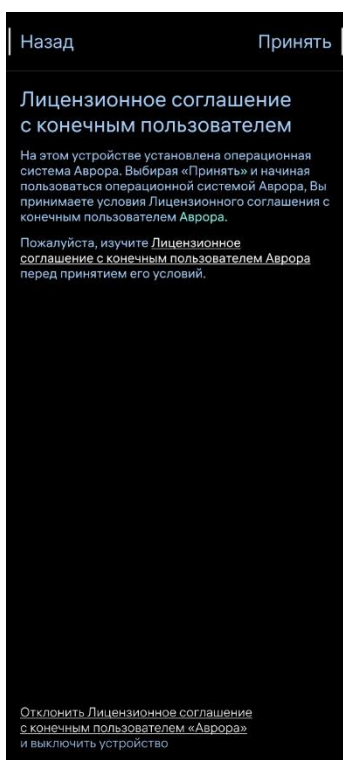 Назад
Принять
Лицензионное соглашение
с конечным пользователем
На этом устройстве установлена операционная
система Аврора. Выбирая «Принять» и начиная
пользоваться операционной системой Аврора, Вы
принимаете условия Лицензионного соглашения с
конечным пользователем Аврора.
Пожалуйста, изучите Лицензионное
соглашение с конечным пользователем Аврора
перед принятием его условий.
Отклонить Лицензионное соглашение
с конечным пользователем «Аврора»
и выключить устройство